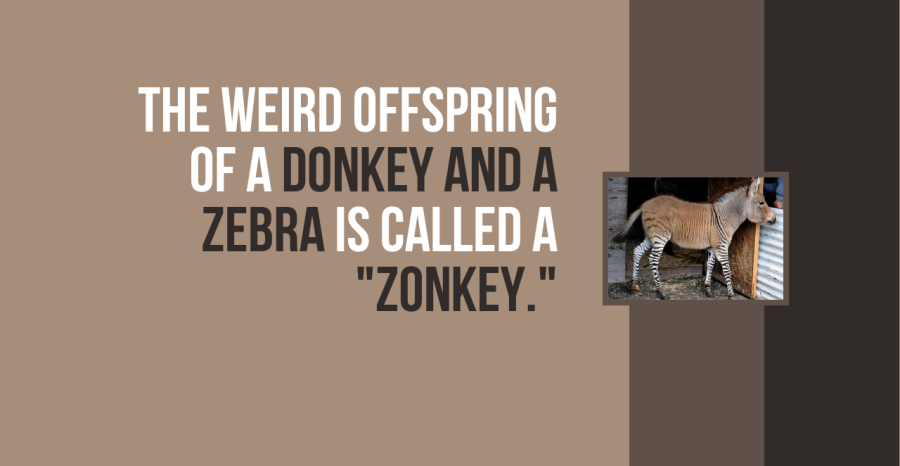 THE WEIRD OFFSPRING
OF A DONKEY AND A
ZEBRA IS CALLED A
"ZONKEY."